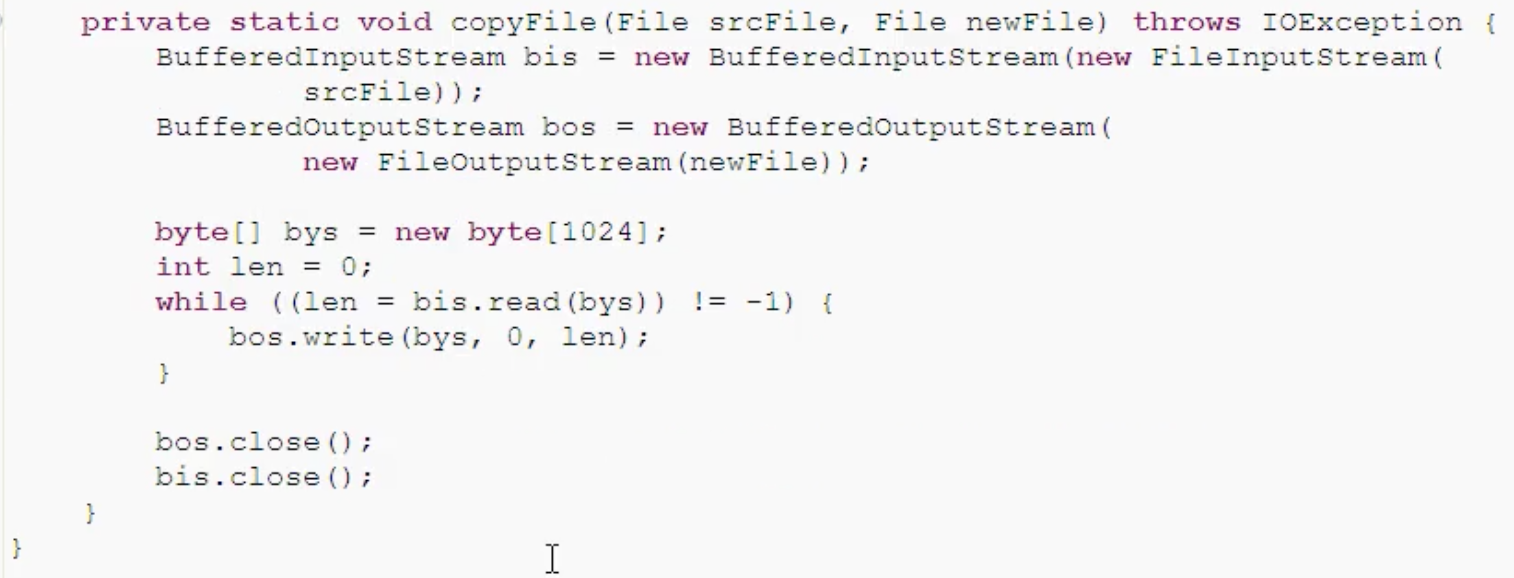 private static void copyFile(File srcFile, File newFile) throws IOException {
BufferedInputStream bis = new BufferedInputStream(new FileInputStream(
srcFile));
BufferedOutputStream bos = new BufferedOutputStream(
new FileOutputStream(newFile));
byte[] bys = new byte[1024];
int len = 0;
while ((len = bis.read(bys)) != -1) {
bos.write(bys, 0, len);
}
bos.close();
bis.close();
}
}